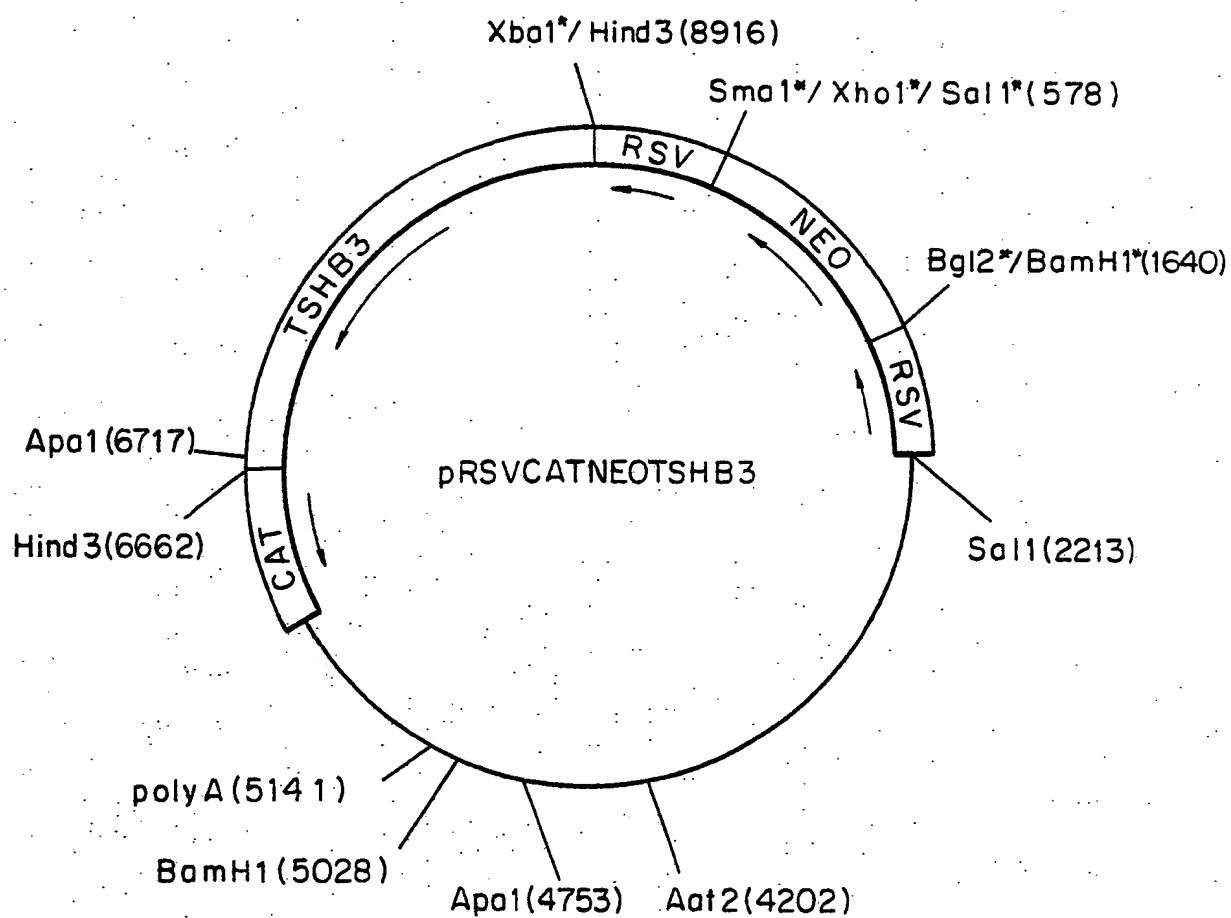 Xba1*/ Hind3(8916)
Sma1*/ Xho1*/ Sal1*(578)
RSV
NEO
Bgl2*/BamH1*(1640)
RSV
TSHB3
Apa1(6717)
pRSVCATNEOTSHB3
Hind3(6662)
CAT
Sal1(2213)
polyA(5141)
BamH1(5028)
Apa1(4753)
Aat2(4202)